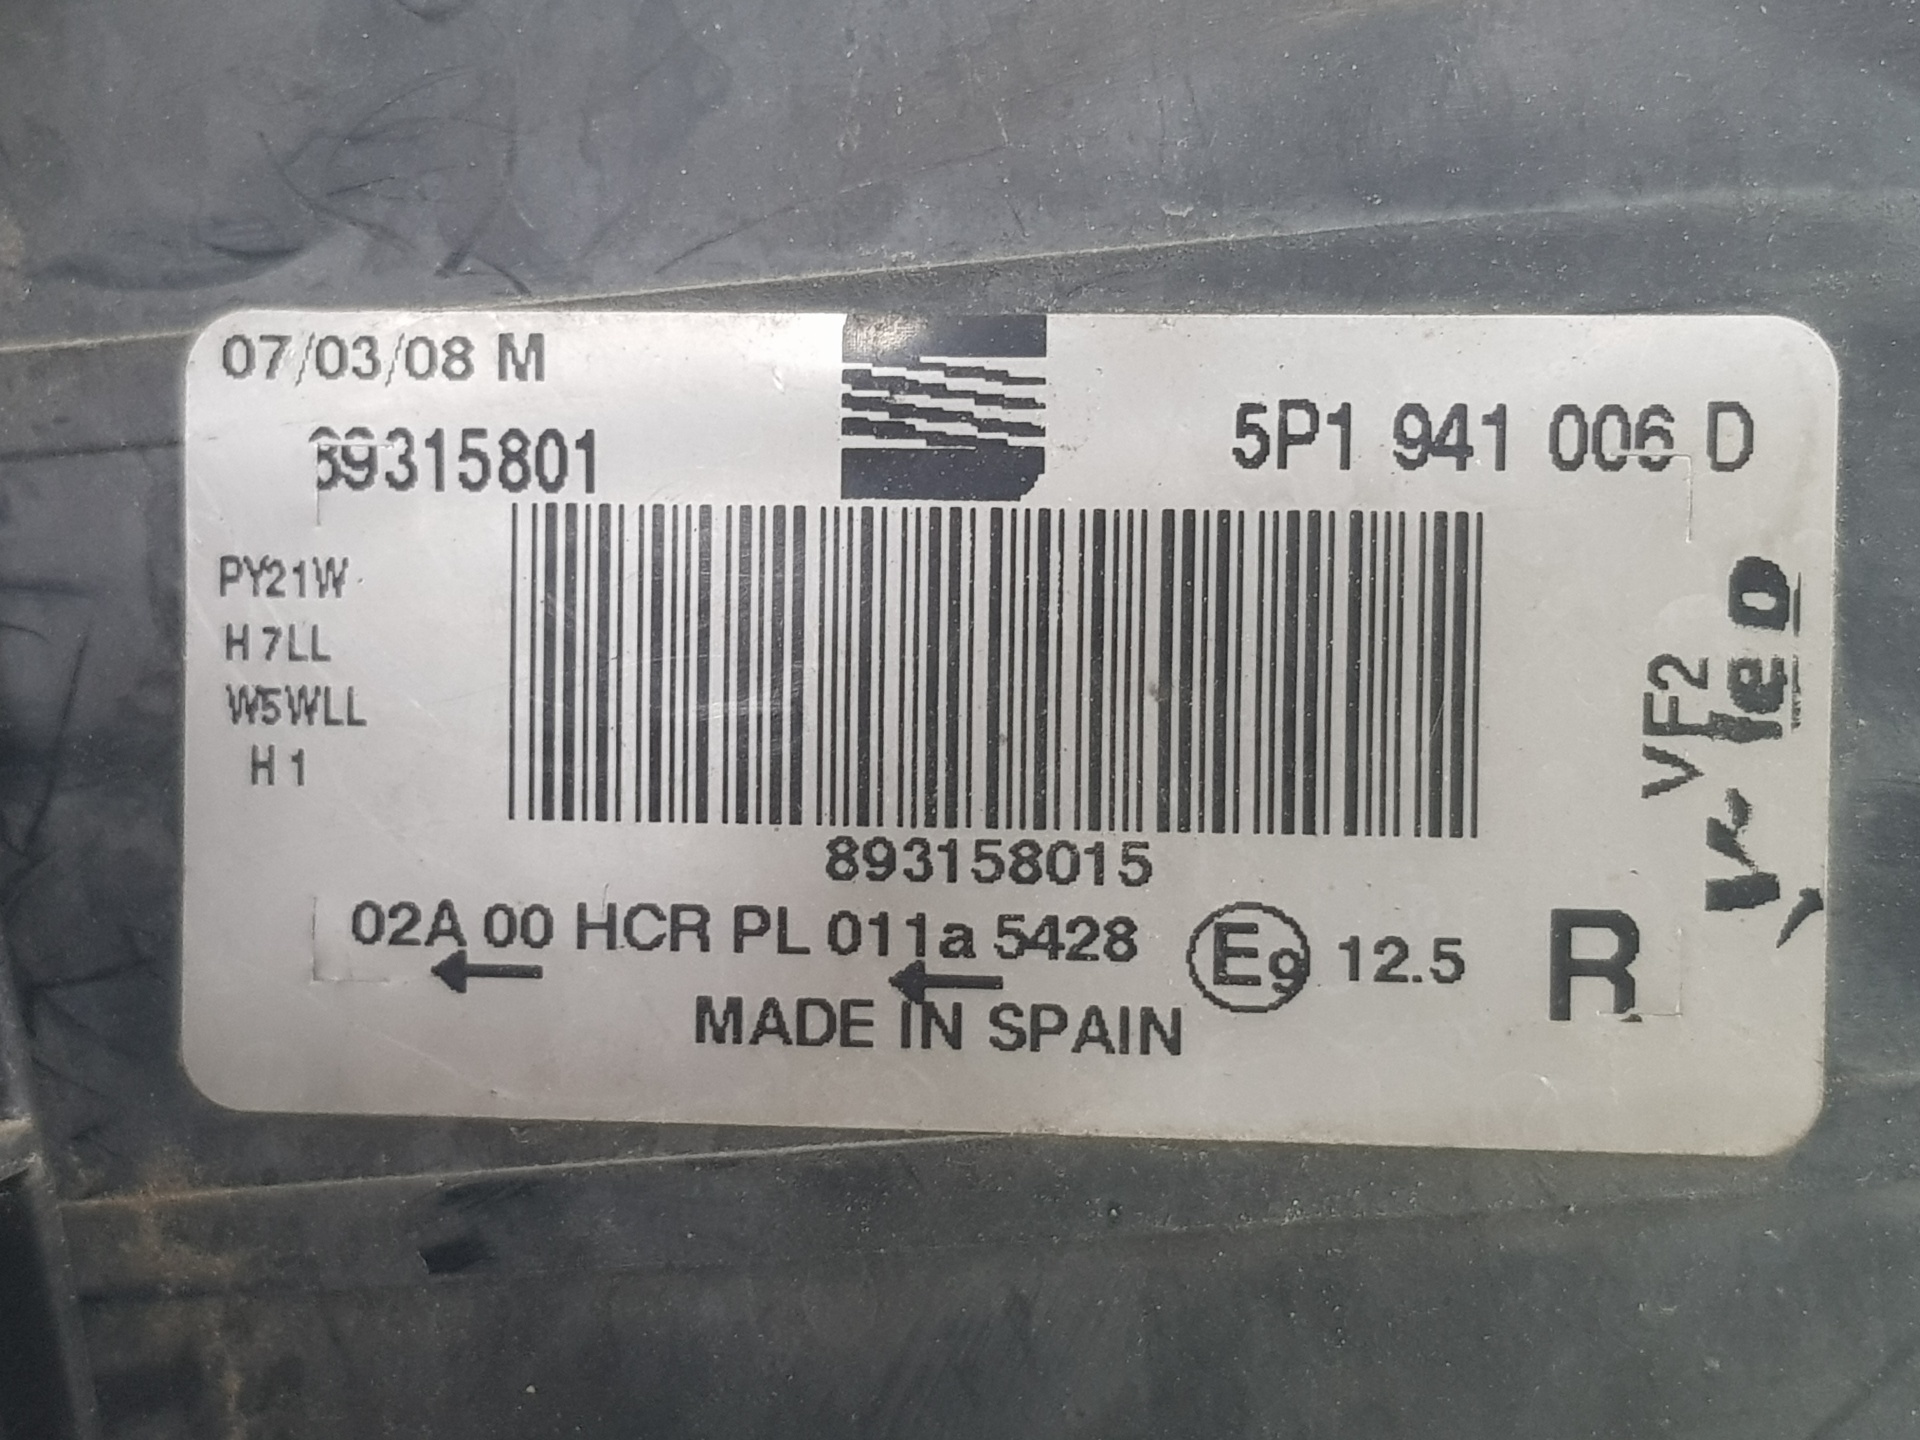 07/03/08 M
89315801
5P1 941 006 D
PY21W
H 7LL
W5WLL
H 1
VF2
893158015
02A 00 HCR PL 011a 5428 E9 12.5
R
MADE IN SPAIN